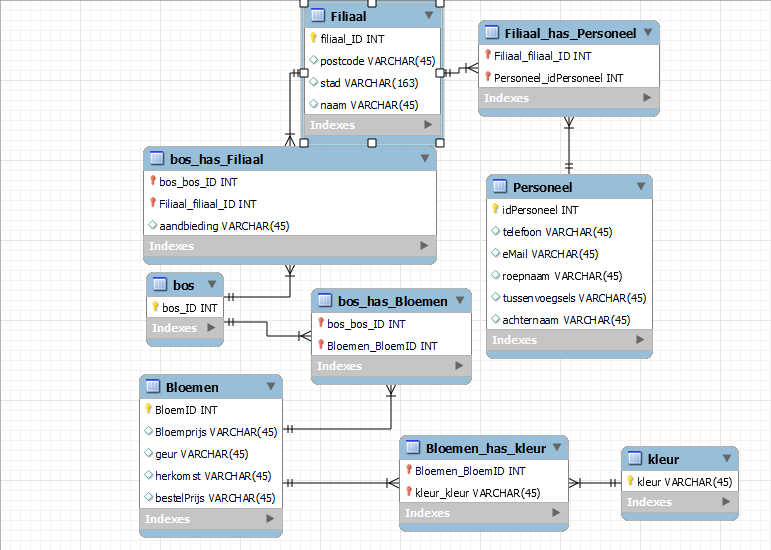 Filiaal
filiaal_ID INT
postcode VARCHAR(45)
stad VARCHAR(163)
naam VARCHAR(45)
Indexes
Filiaal_has_Personeel
Filiaal_filiaal_ID INT
Personeel_idPersoneel INT
Indexes
bos_has_Filiaal
bos_bos_ID INT
Filiaal_filiaal_ID INT
aandbieding VARCHAR(45)
Indexes
Personeel
idPersoneel INT
telefoon VARCHAR(45)
eMail VARCHAR(45)
roepnaam VARCHAR(45)
tussenvoegsels VARCHAR(45)
achternaam VARCHAR(45)
Indexes
bos
bos_ID INT
Indexes
bos_has_Bloemen
bos_bos_ID INT
Bloemen_BloemID INT
Indexes
Bloemen
BloemID INT
Bloemprijs VARCHAR(45)
geur VARCHAR(45)
herkomst VARCHAR(45)
bestelPrijs VARCHAR(45)
Indexes
Bloemen_has_kleur
Bloemen_BloemID INT
kleur_kleur VARCHAR(45)
Indexes
kleur
kleur VARCHAR(45)
Indexes